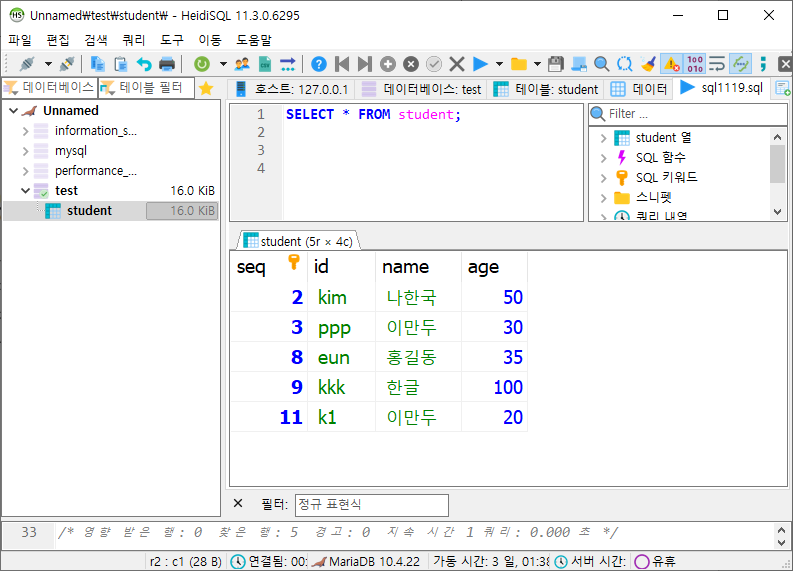 Unnamed₩test₩student₩ - HeidiSQL 11.3.0.6295
파일 편집 검색 쿼리 도구 이동 도움말
데이터베이스 테이블 필터 호스트: 127.0.0.1 데이터베이스: test 테이블: student 데이터 sql1119.sql
Unnamed
information_s...
mysql
performance_...
test 16.0 KiB
student 16.0 KiB
1 SELECT * FROM student;
2
3
4
Filter ...
student 열
SQL 함수
SQL 키워드
스니펫
쿼리 내역
student (5r × 4c)
seq id name age
2 kim 나한국 50
3 ppp 이만두 30
8 eun 홍길동 35
9 kkk 한글 100
11 k1 이만두 20
필터: 정규 표현식
33 /* 영향 받은 행: 0 찾은 행: 5 경고: 0 지속 시간 1 쿼리: 0.000 초 */
r2 : c1 (28 B) 연결됨: 00: MariaDB 10.4.22 가동 시간: 3 일, 01:38 서버 시간: 유휴